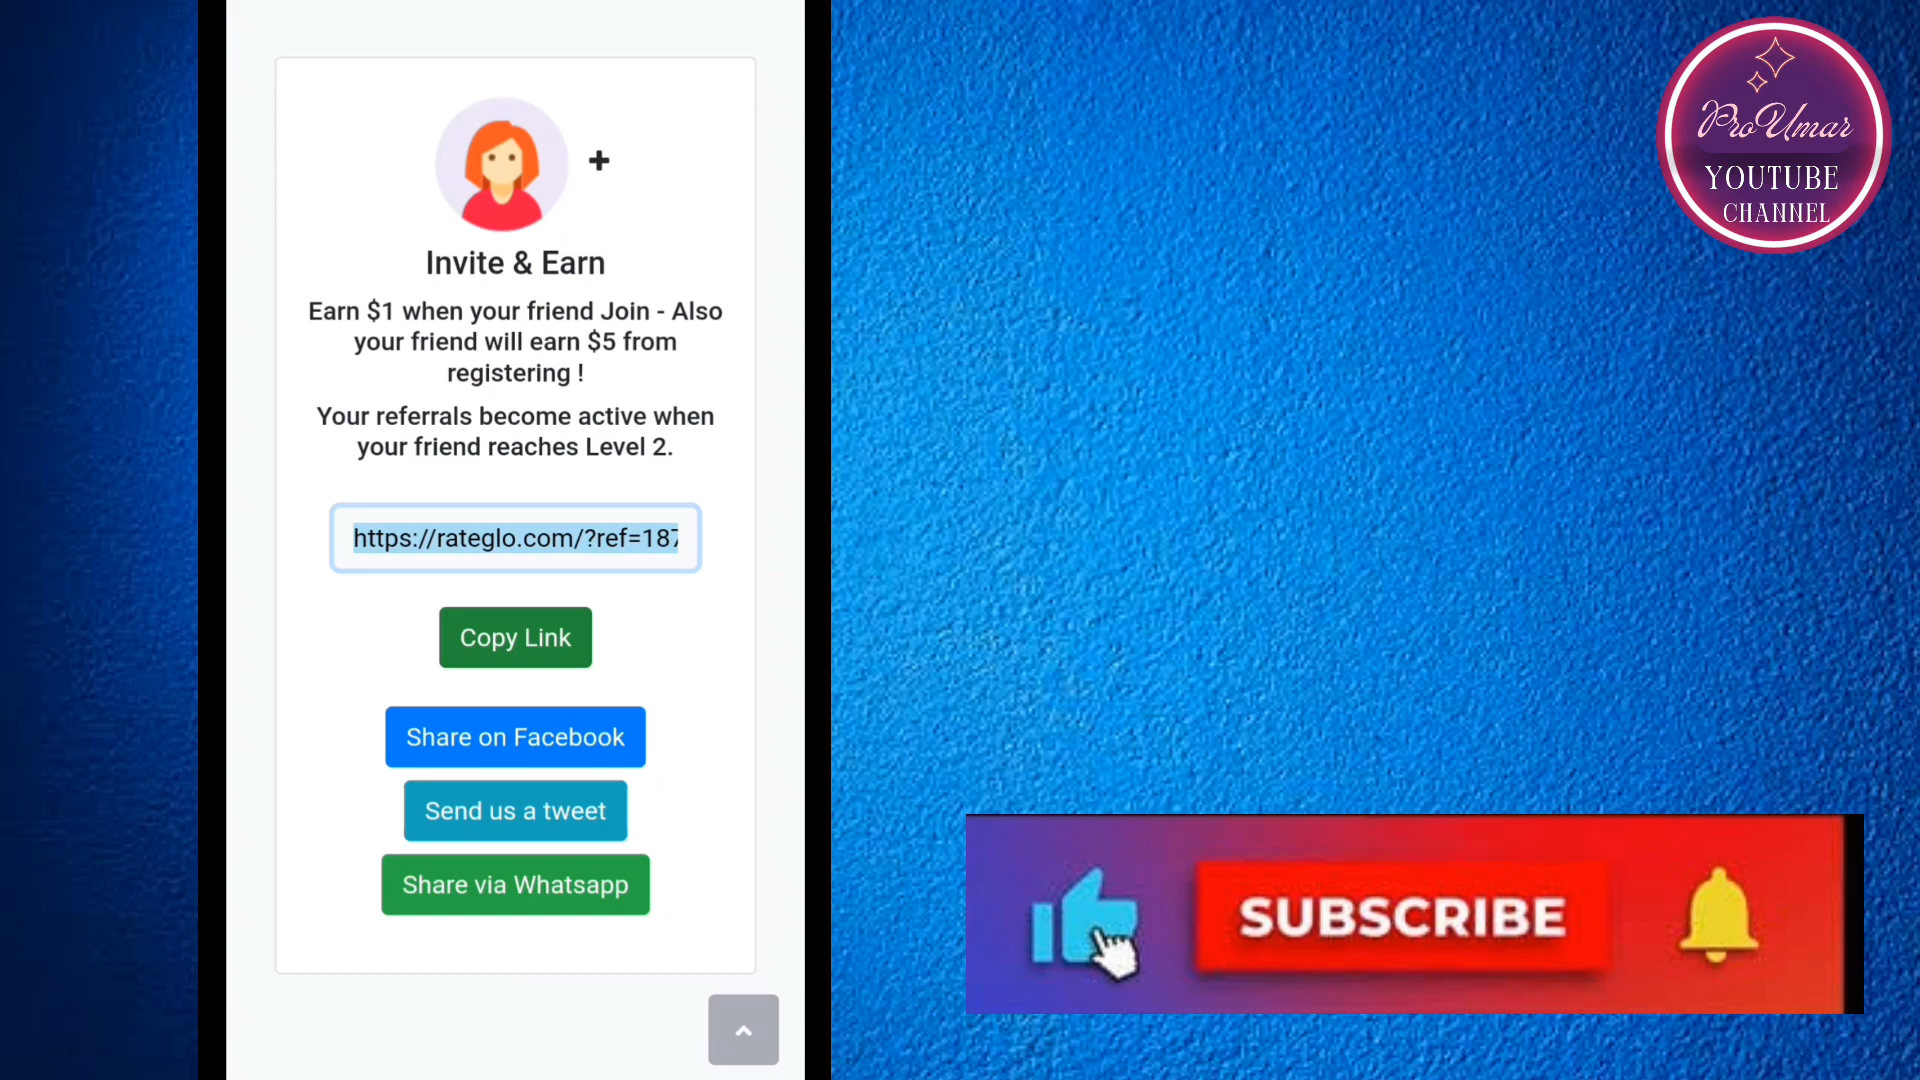 Invite & Earn
Earn $1 when your friend Join - Also
your friend will earn $5 from
registering !
Your referrals become active when
your friend reaches Level 2.
https://rateglo.com/?ref=187
Copy Link
Share on Facebook
Send us a tweet
Share via Whatsapp
ProUmar
YOUTUBE
CHANNEL
SUBSCRIBE